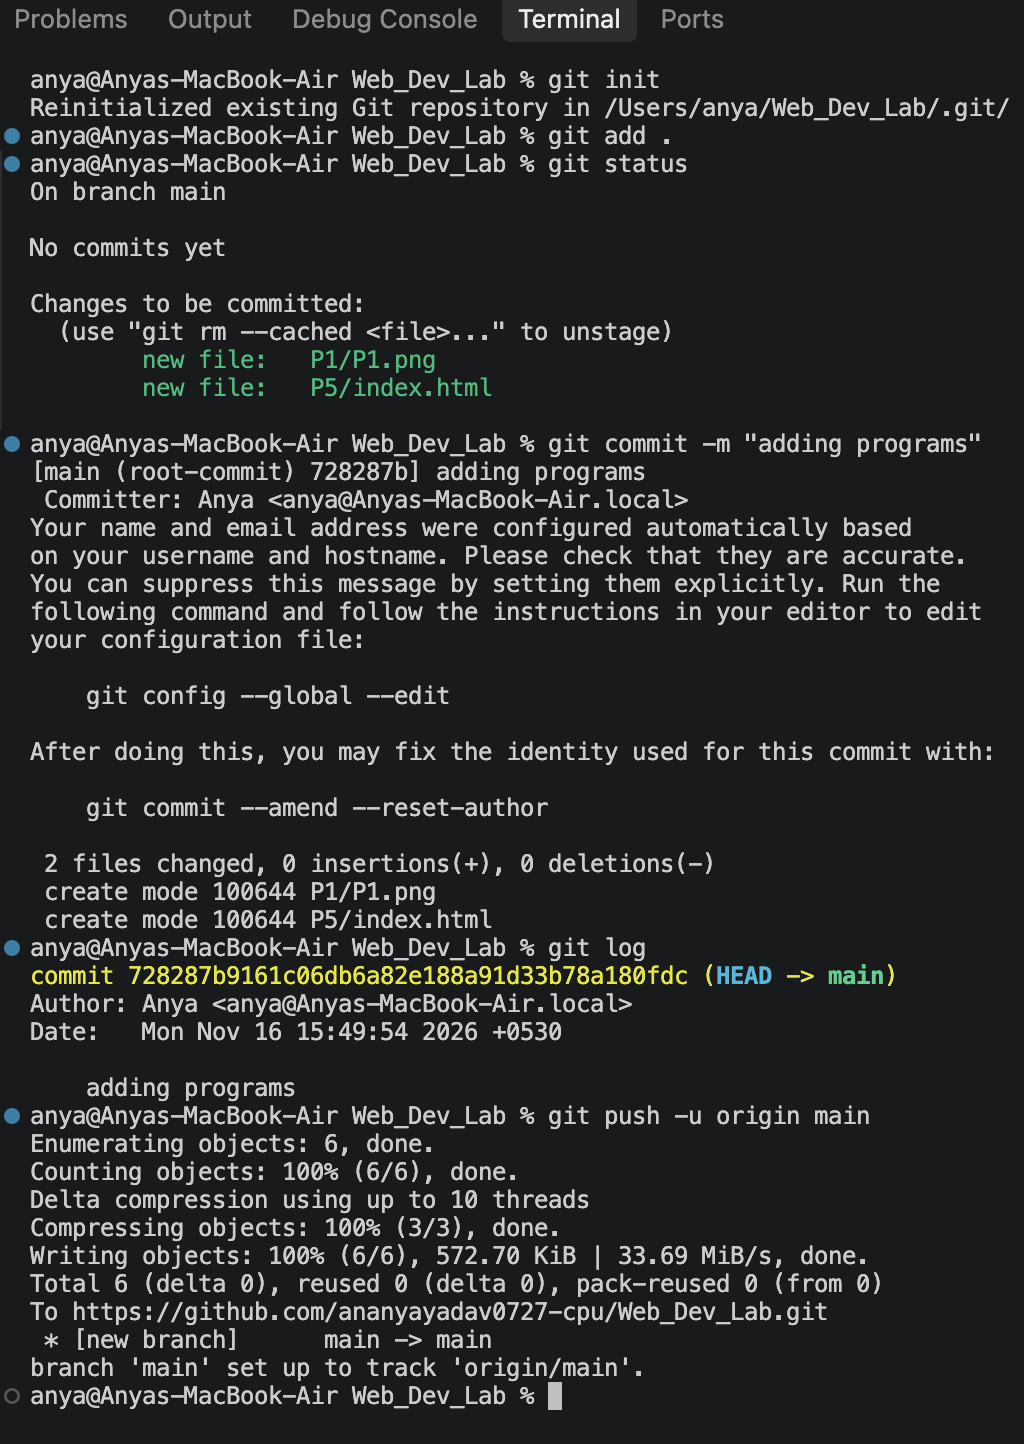 Problems Output Debug Console Terminal Ports
anya@Anyas-MacBook-Air Web_Dev_Lab % git init
Reinitialized existing Git repository in /Users/anya/Web_Dev_Lab/.git/
anya@Anyas-MacBook-Air Web_Dev_Lab % git add .
anya@Anyas-MacBook-Air Web_Dev_Lab % git status
On branch main
No commits yet
Changes to be committed:
(use "git rm --cached <file>..." to unstage)
new file: P1/P1.png
new file: P5/index.html
anya@Anyas-MacBook-Air Web_Dev_Lab % git commit -m "adding programs"
[main (root-commit) 728287b] adding programs
Committer: Anya <anya@Anyas-MacBook-Air.local>
Your name and email address were configured automatically based
on your username and hostname. Please check that they are accurate.
You can suppress this message by setting them explicitly. Run the
following command and follow the instructions in your editor to edit
your configuration file:
git config --global --edit
After doing this, you may fix the identity used for this commit with:
git commit --amend --reset-author
2 files changed, 0 insertions(+), 0 deletions(-)
create mode 100644 P1/P1.png
create mode 100644 P5/index.html
anya@Anyas-MacBook-Air Web_Dev_Lab % git log
commit 728287b9161c06db6a82e188a91d33b78a180fdc (HEAD -> main)
Author: Anya <anya@Anyas-MacBook-Air.local>
Date: Mon Nov 16 15:49:54 2026 +0530
adding programs
anya@Anyas-MacBook-Air Web_Dev_Lab % git push -u origin main
Enumerating objects: 6, done.
Counting objects: 100% (6/6), done.
Delta compression using up to 10 threads
Compressing objects: 100% (3/3), done.
Writing objects: 100% (6/6), 572.70 KiB | 33.69 MiB/s, done.
Total 6 (delta 0), reused 0 (delta 0), pack-reused 0 (from 0)
To https://github.com/ananyayadav0727-cpu/Web_Dev_Lab.git
* [new branch] main -> main
branch 'main' set up to track 'origin/main'.
anya@Anyas-MacBook-Air Web_Dev_Lab %